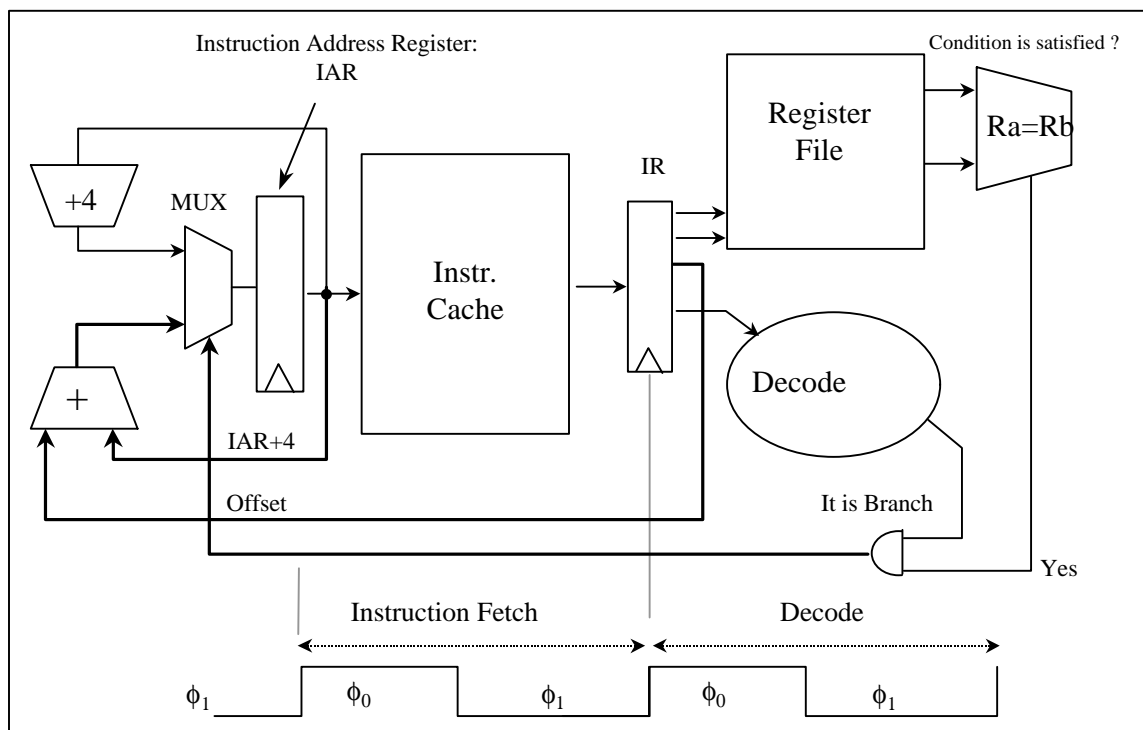 Instruction Address Register:
IAR
Condition is satisfied ?
Register
File
Ra=Rb
IR
+4
MUX
Instr.
Cache
Decode
+
IAR+4
Offset
It is Branch
Yes
Instruction Fetch
Decode
ϕ1 ϕ0 ϕ1 ϕ0 ϕ1